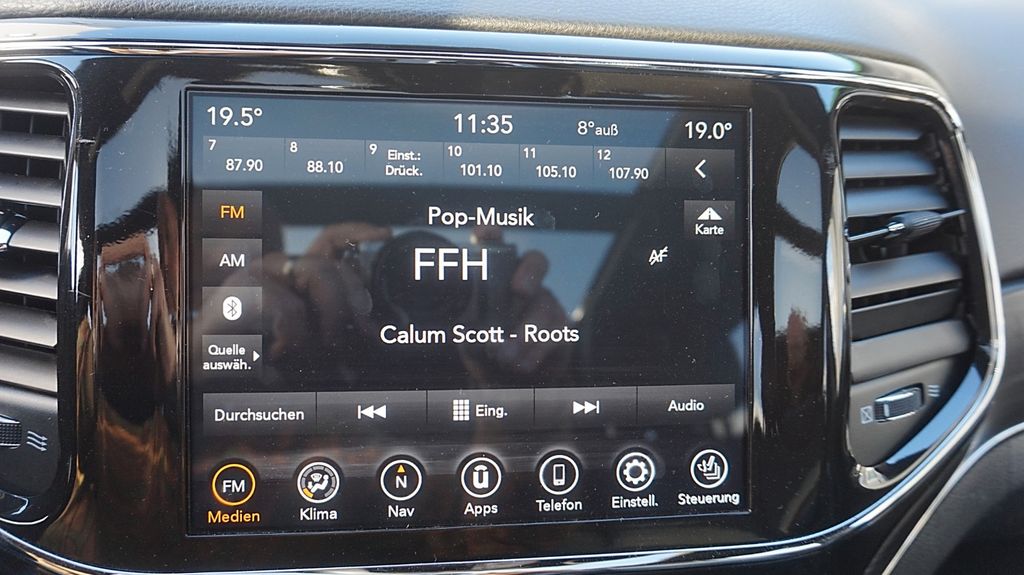 19.5° 11:35 8°auß 19.0°
7 87.90 8 88.10 9 Einst.: Drück. 10 101.10 11 105.10 12 107.90
FM
Pop-Musik
Karte
AM
FFH
AF
Quelle
auswäh.
Calum Scott - Roots
Durchsuchen Eing. Audio
FM N ü
Medien Klima Nav Apps Telefon Einstell. Steuerung